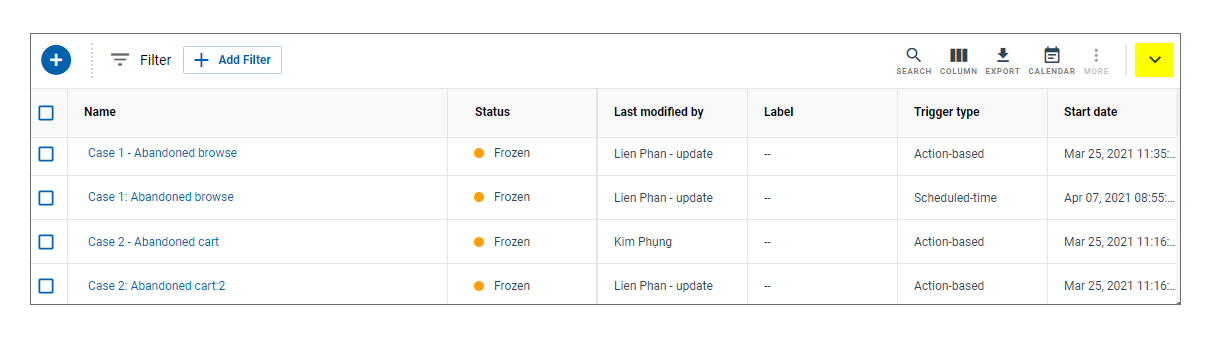 Filter Add Filter
SEARCH COLUMN EXPORT CALENDAR MORE
Name Status Last modified by Label Trigger type Start date
Case 1 - Abandoned browse Frozen Lien Phan - update -- Action-based Mar 25, 2021 11:35:...
Case 1: Abandoned browse Frozen Lien Phan - update -- Scheduled-time Apr 07, 2021 08:55:...
Case 2 - Abandoned cart Frozen Kim Phụng -- Action-based Mar 25, 2021 11:16:...
Case 2: Abandoned cart:2 Frozen Lien Phan - update -- Action-based Mar 25, 2021 11:16:...